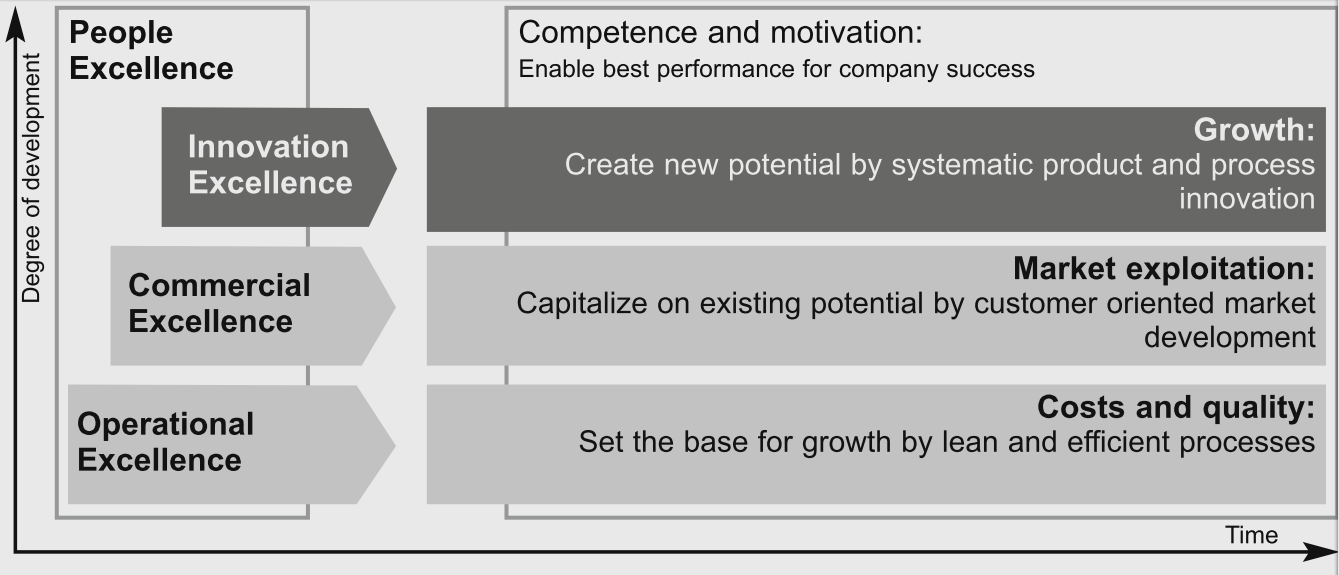 Degree of development
People
Excellence
Competence and motivation:
Enable best performance for company success
Innovation
Excellence
Growth:
Create new potential by systematic product and process
innovation
Commercial
Excellence
Market exploitation:
Capitalize on existing potential by customer oriented market
development
Operational
Excellence
Costs and quality:
Set the base for growth by lean and efficient processes
Time